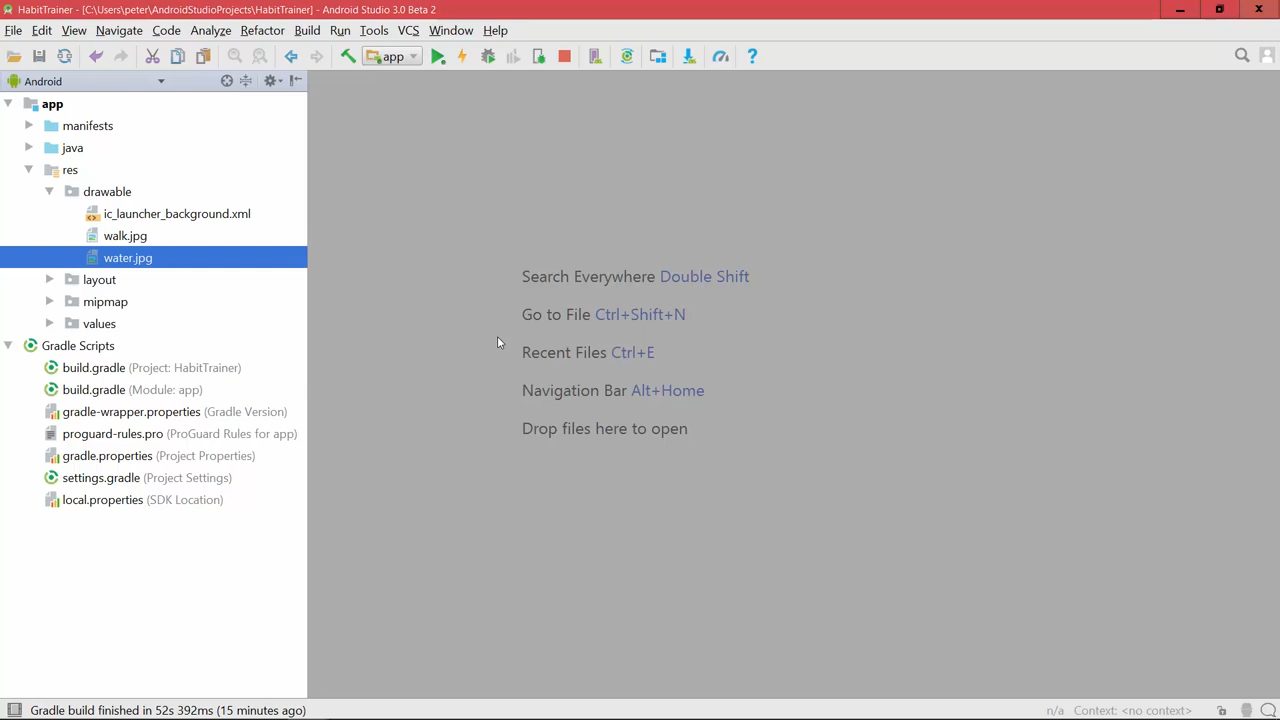 HabitTrainer - [C:\Users\peter\AndroidStudioProjects\HabitTrainer] - Android Studio 3.0 Beta 2
File Edit View Navigate Code Analyze Refactor Build Run Tools VCS Window Help
app
Android
app
manifests
java
res
drawable
ic_launcher_background.xml
walk.jpg
water.jpg
layout
mipmap
values
Gradle Scripts
build.gradle (Project: HabitTrainer)
build.gradle (Module: app)
gradle-wrapper.properties (Gradle Version)
proguard-rules.pro (ProGuard Rules for app)
gradle.properties (Project Properties)
settings.gradle (Project Settings)
local.properties (SDK Location)
Search Everywhere Double Shift
Go to File Ctrl+Shift+N
Recent Files Ctrl+E
Navigation Bar Alt+Home
Drop files here to open
Gradle build finished in 52s 392ms (15 minutes ago)
n/a Context: <no context>